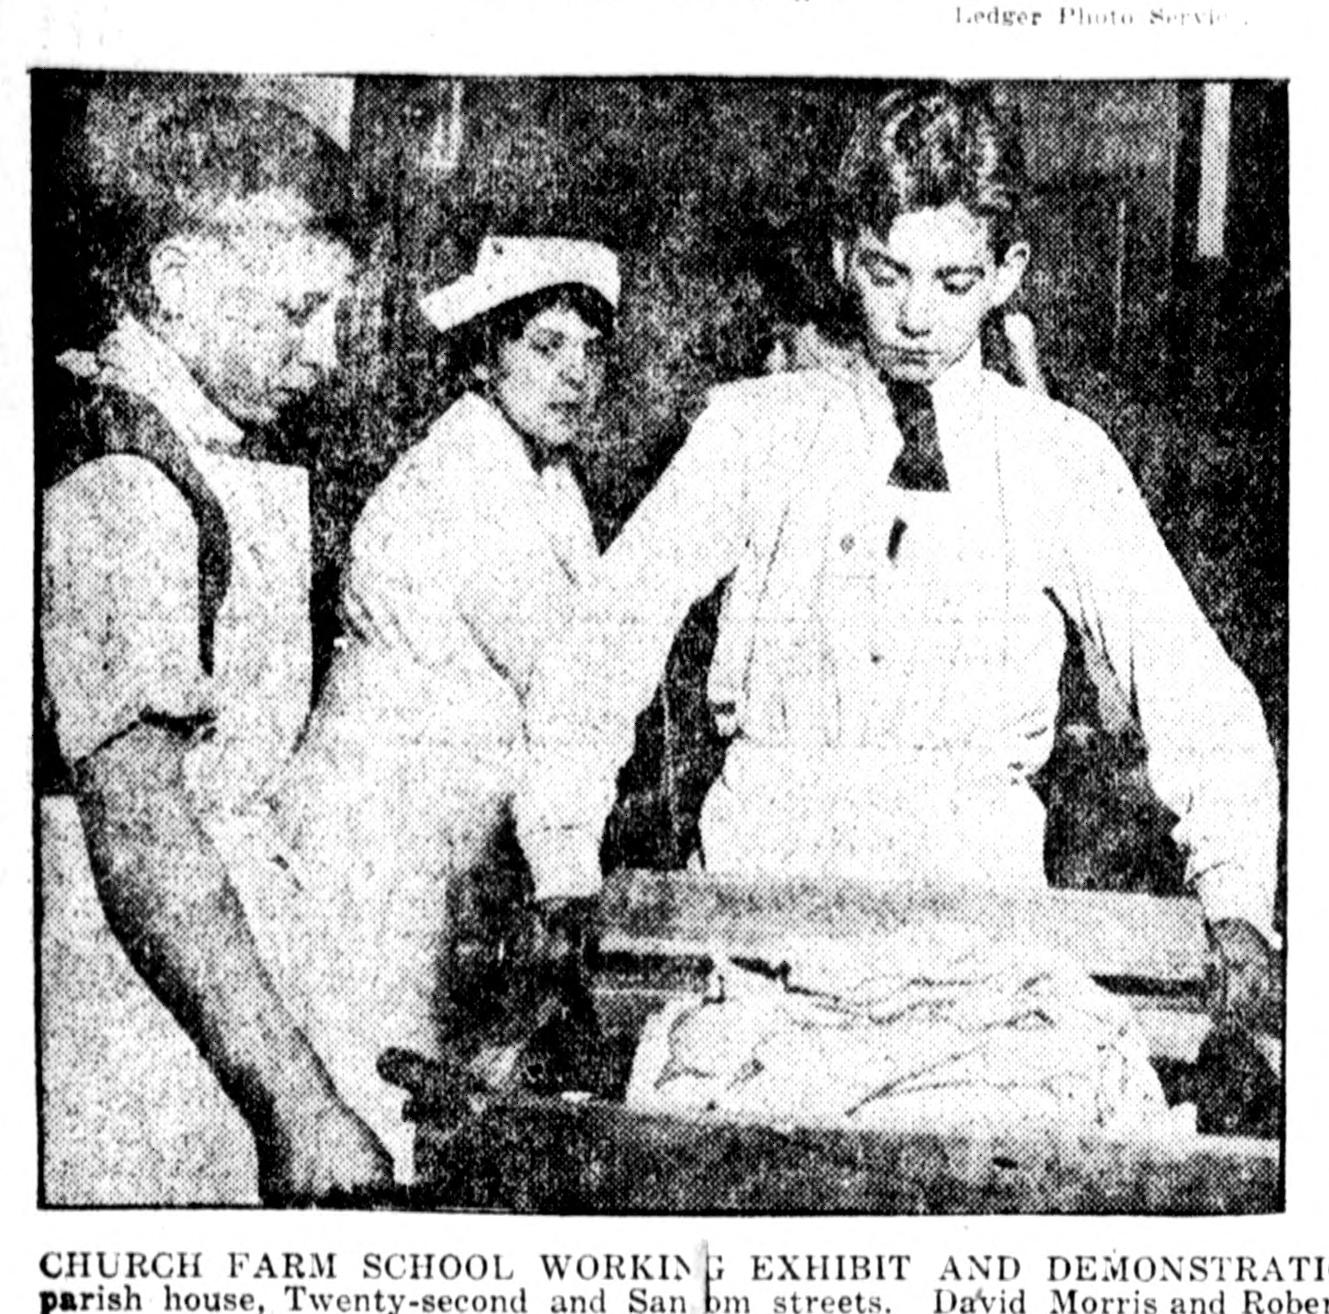 Ledger Photo
CHURCH FARM SCHOOL WORKING EXHIBIT AND DEMONSTRATI
parish house, Twenty-second and San om streets. David Morris and Rober